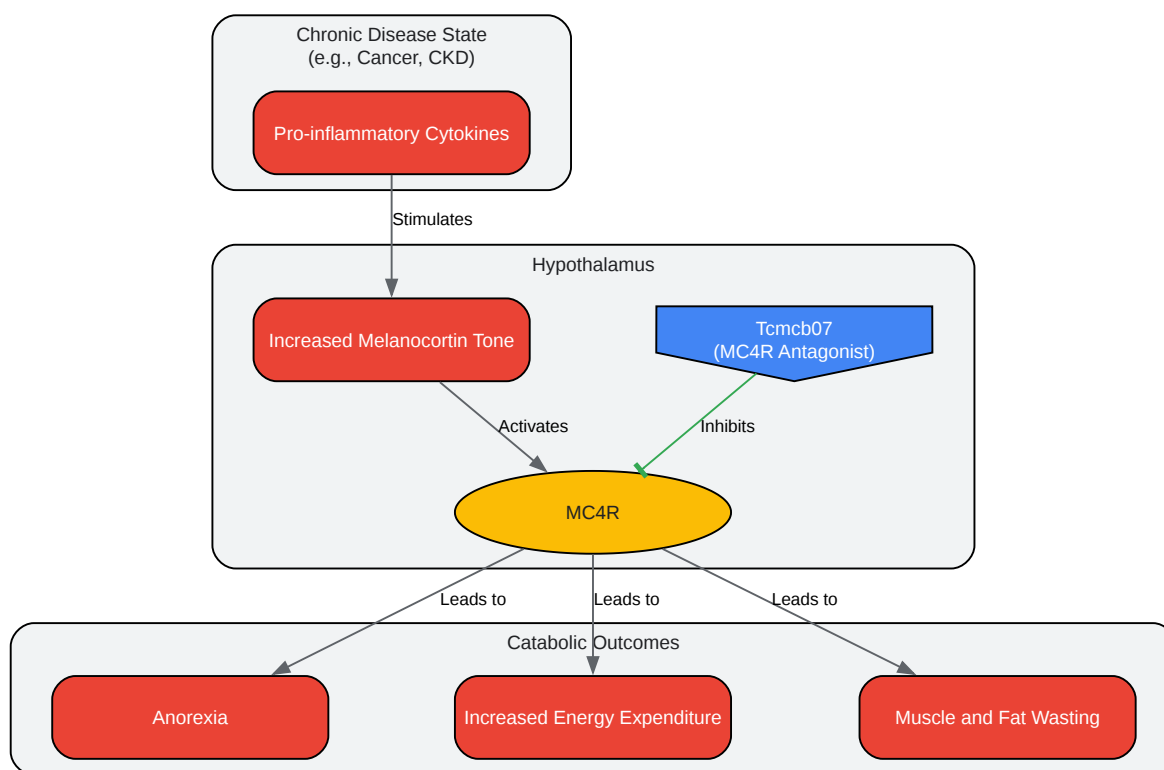 Chronic Disease State
(e.g., Cancer, CKD)
Pro-inflammatory Cytokines
Stimulates
Hypothalamus
Increased Melanocortin Tone
Tcmcb07
(MC4R Antagonist)
Activates
Inhibits
MC4R
Leads to
Leads to
Leads to
Catabolic Outcomes
Anorexia
Increased Energy Expenditure
Muscle and Fat Wasting